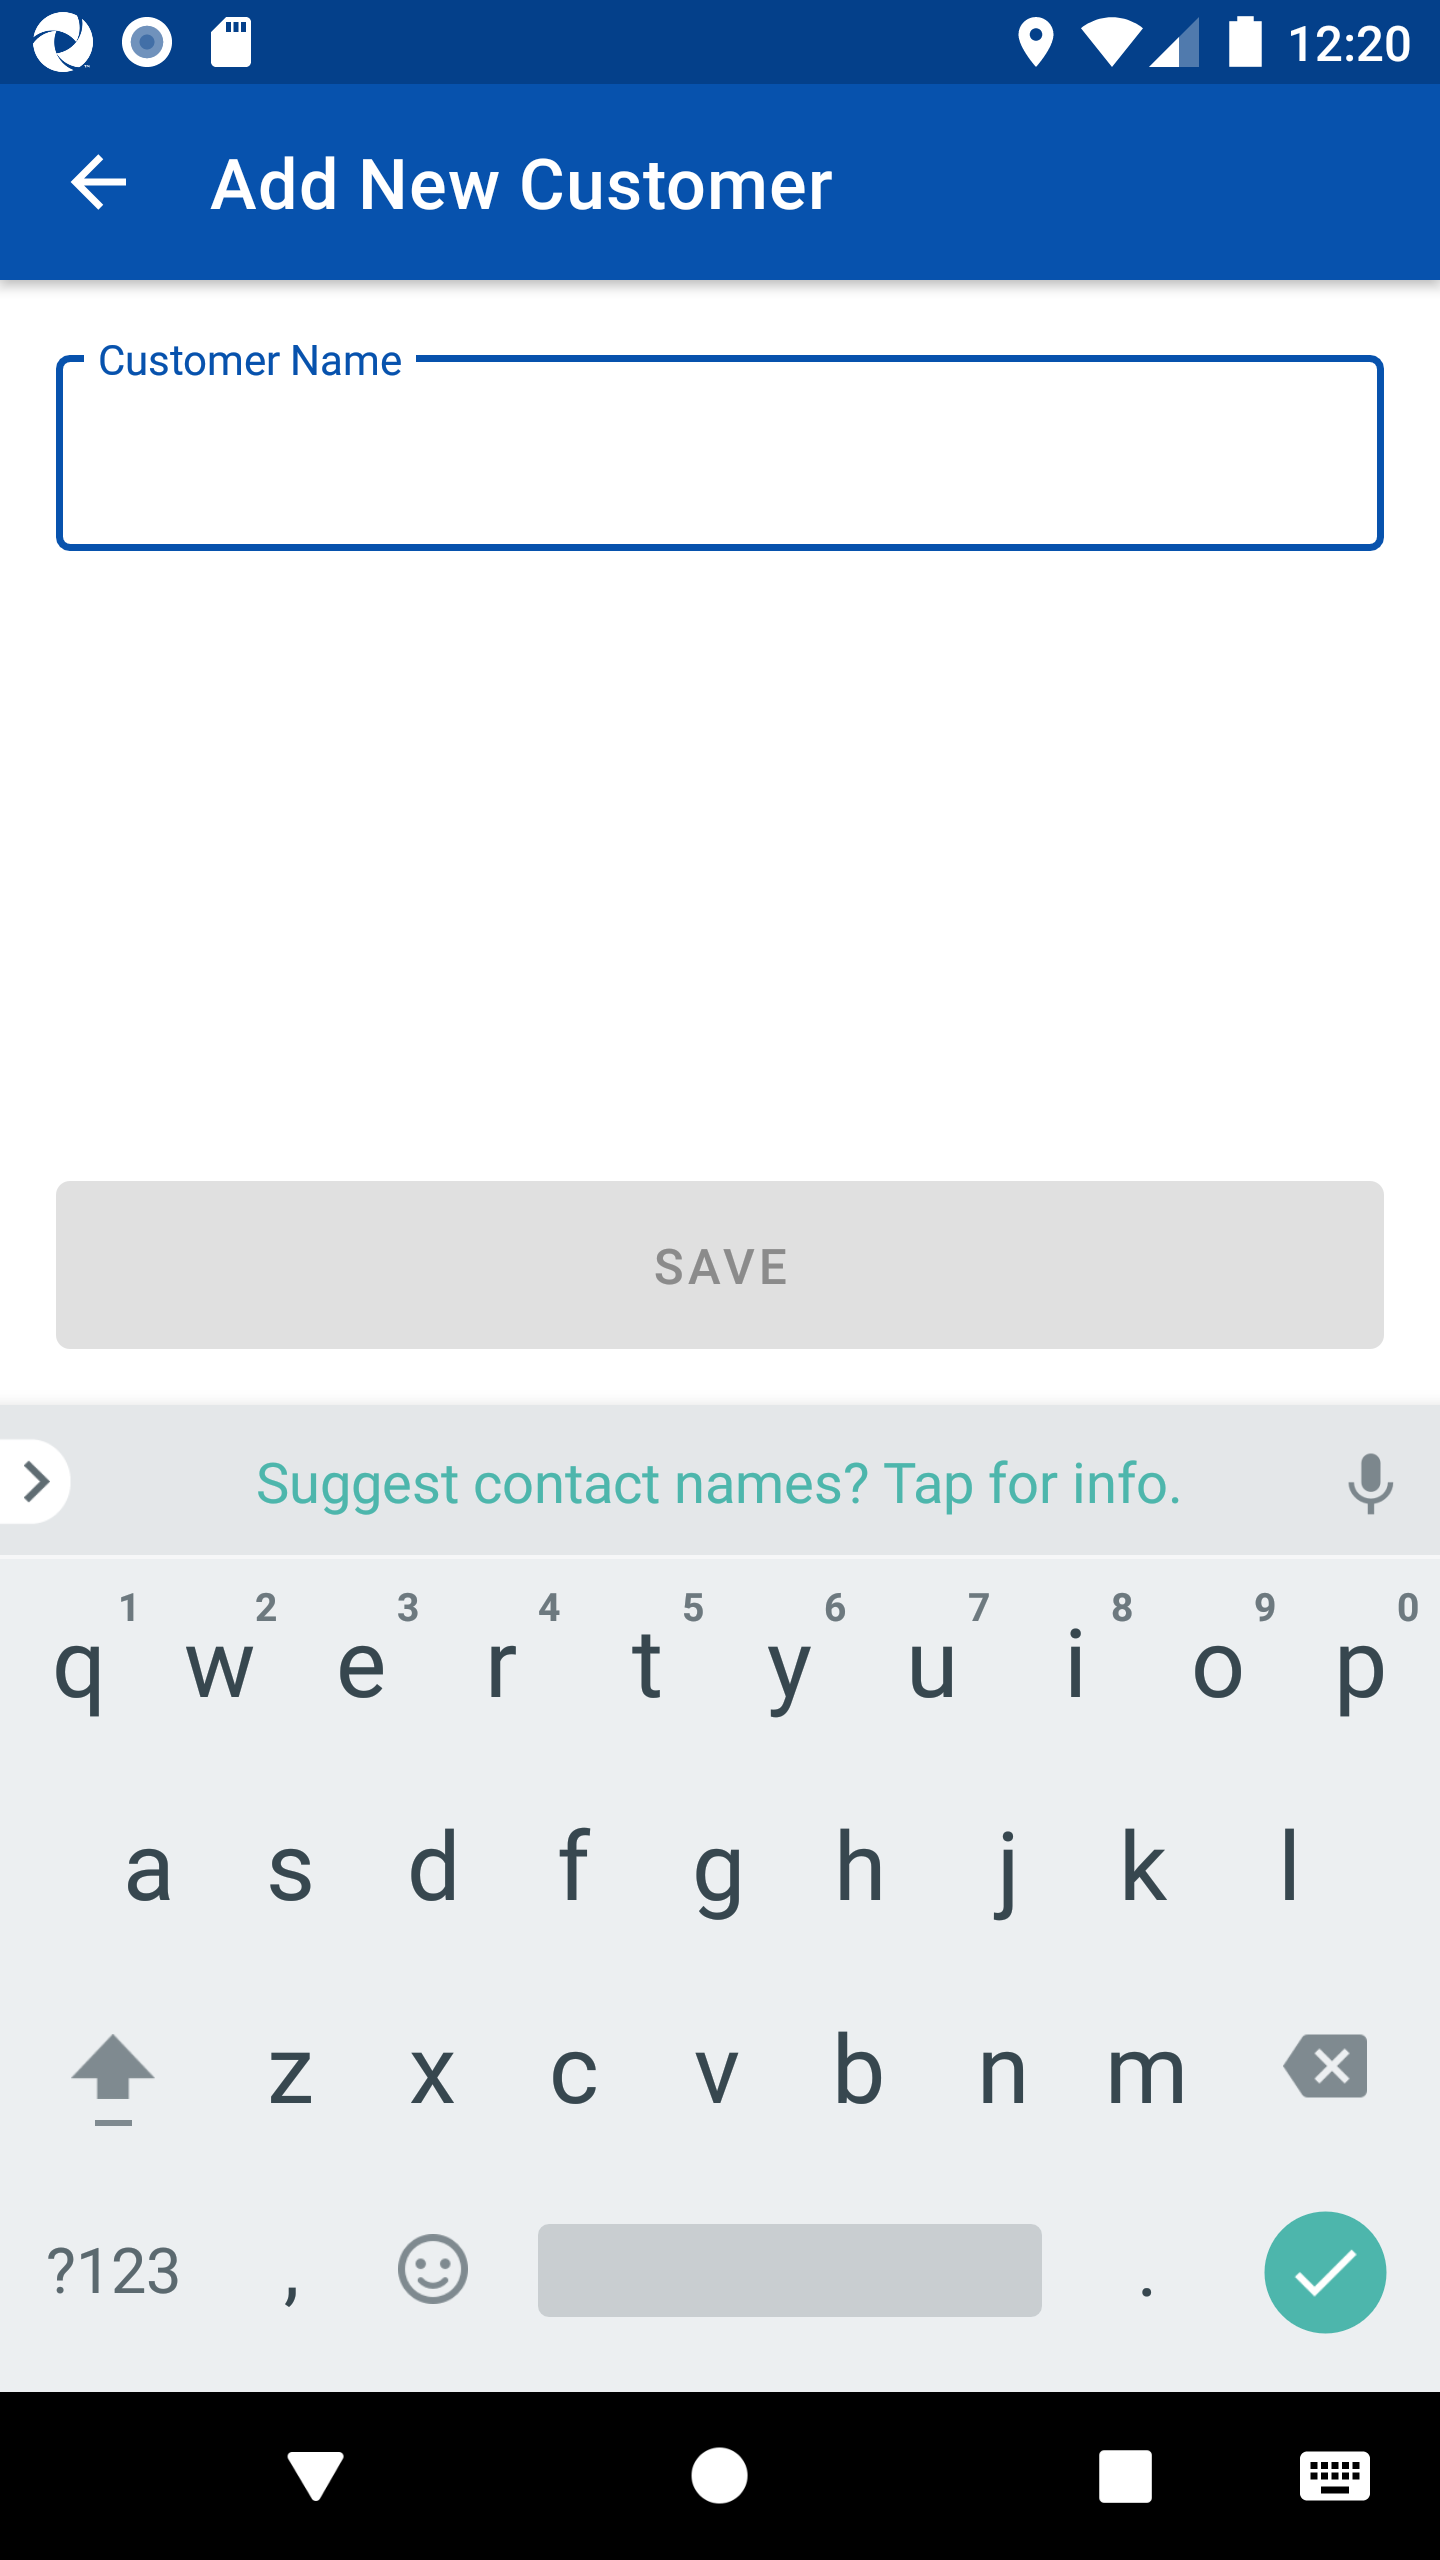 12:20
Add New Customer
Customer Name
SAVE
Suggest contact names? Tap for info.
1 2 3 4 5 6 7 8 9 0
q w e r t y u i o p
a s d f g h j k l
z x c v b n m
?123 , .